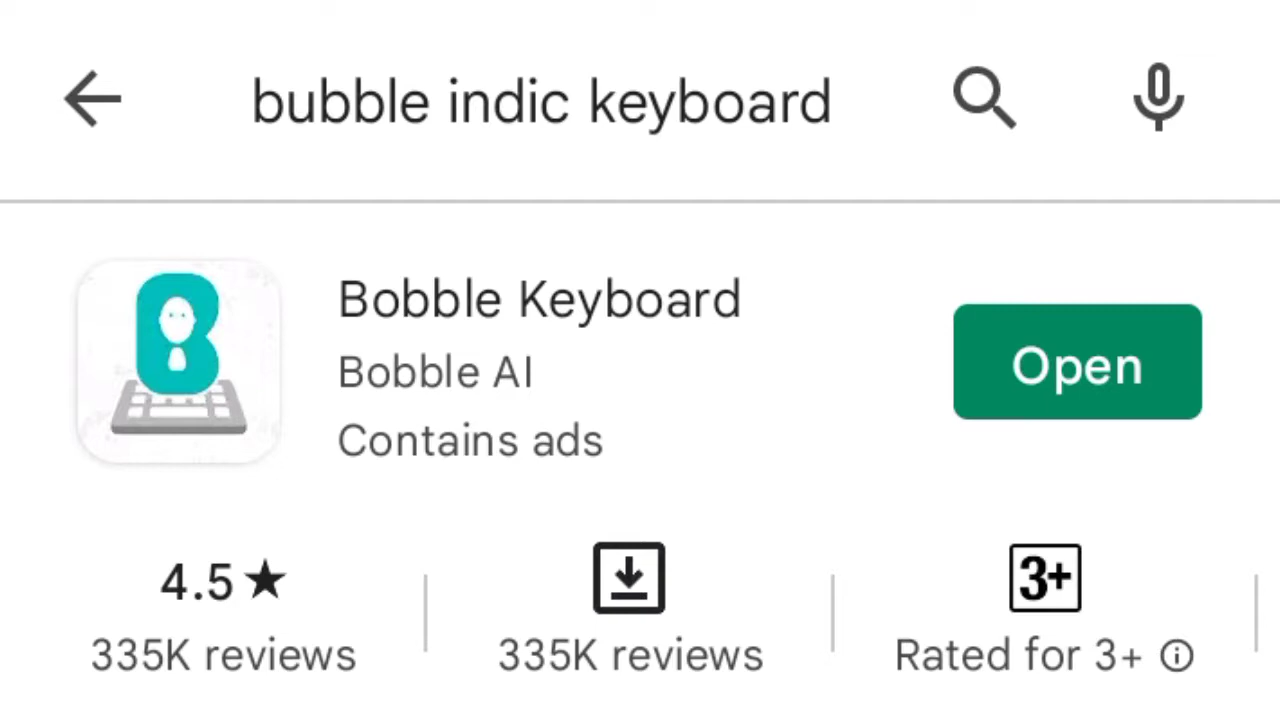 bubble indic keyboard
Bobble Keyboard
Bobble AI
Contains ads
Open
4.5★
335K reviews
335K reviews
3+
Rated for 3+